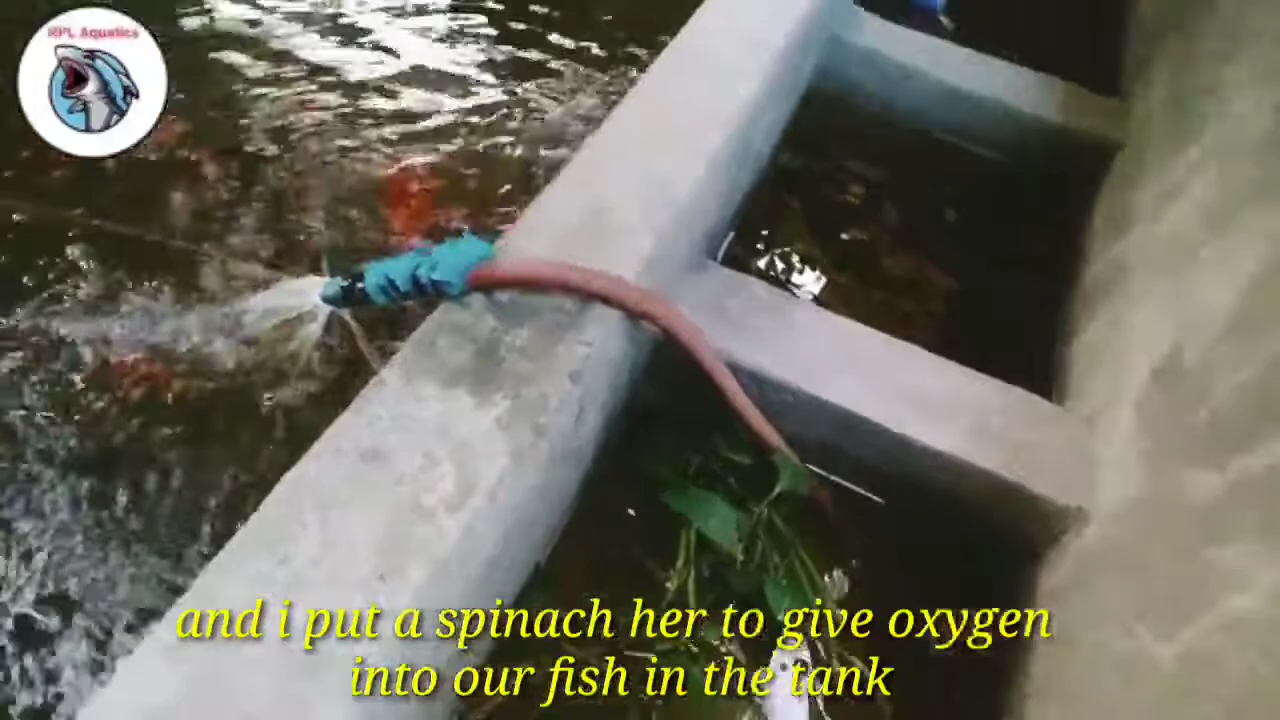 RPL Aquatics
and i put a spinach her to give oxygen
into our fish in the tank